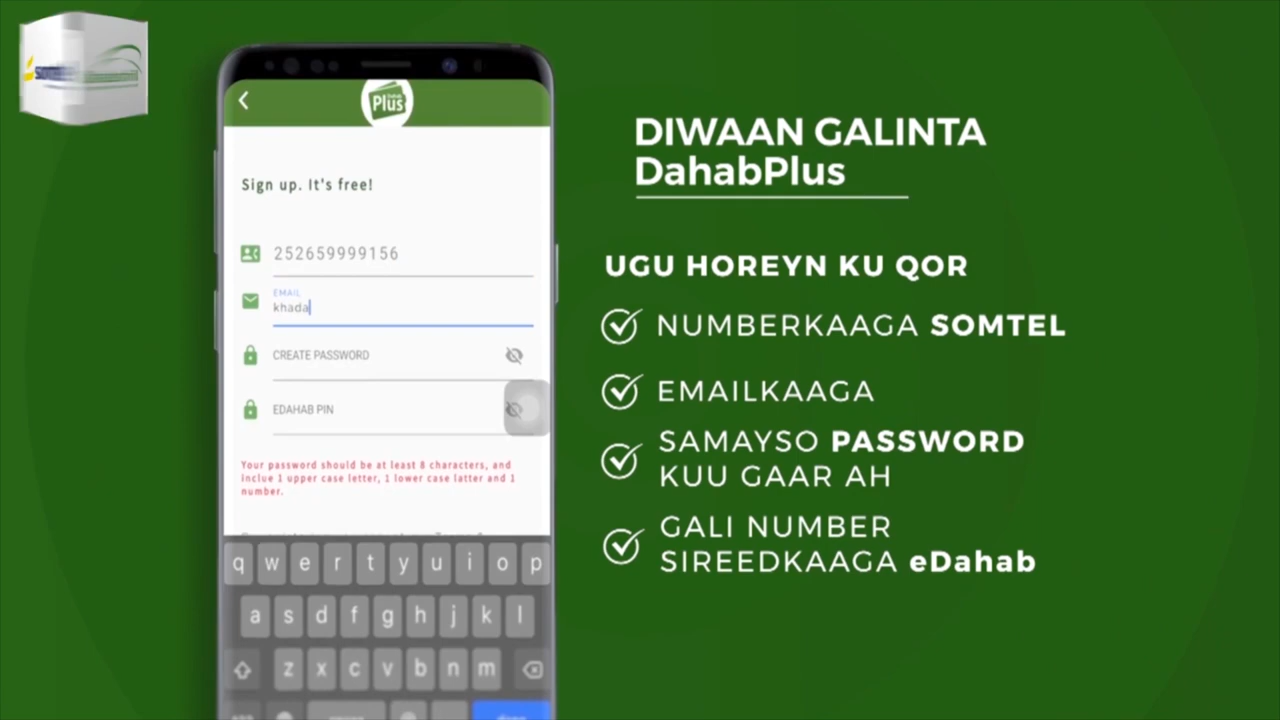 Dahab
Plus
Sign up. It's free!
252659999156
EMAIL
khada
CREATE PASSWORD
EDAHAB PIN
Your password should be at least 8 characters, and
inclue 1 upper case letter, 1 lower case latter and 1
number.
q w e r t y u i o p
a s d f g h j k l
z x c v b n m
DIWAAN GALINTA
DahabPlus
UGU HOREYN KU QOR
NUMBERKAAGA SOMTEL
EMAILKAAGA
SAMAYSO PASSWORD
KUU GAAR AH
GALI NUMBER
SIREEDKAAGA eDahab